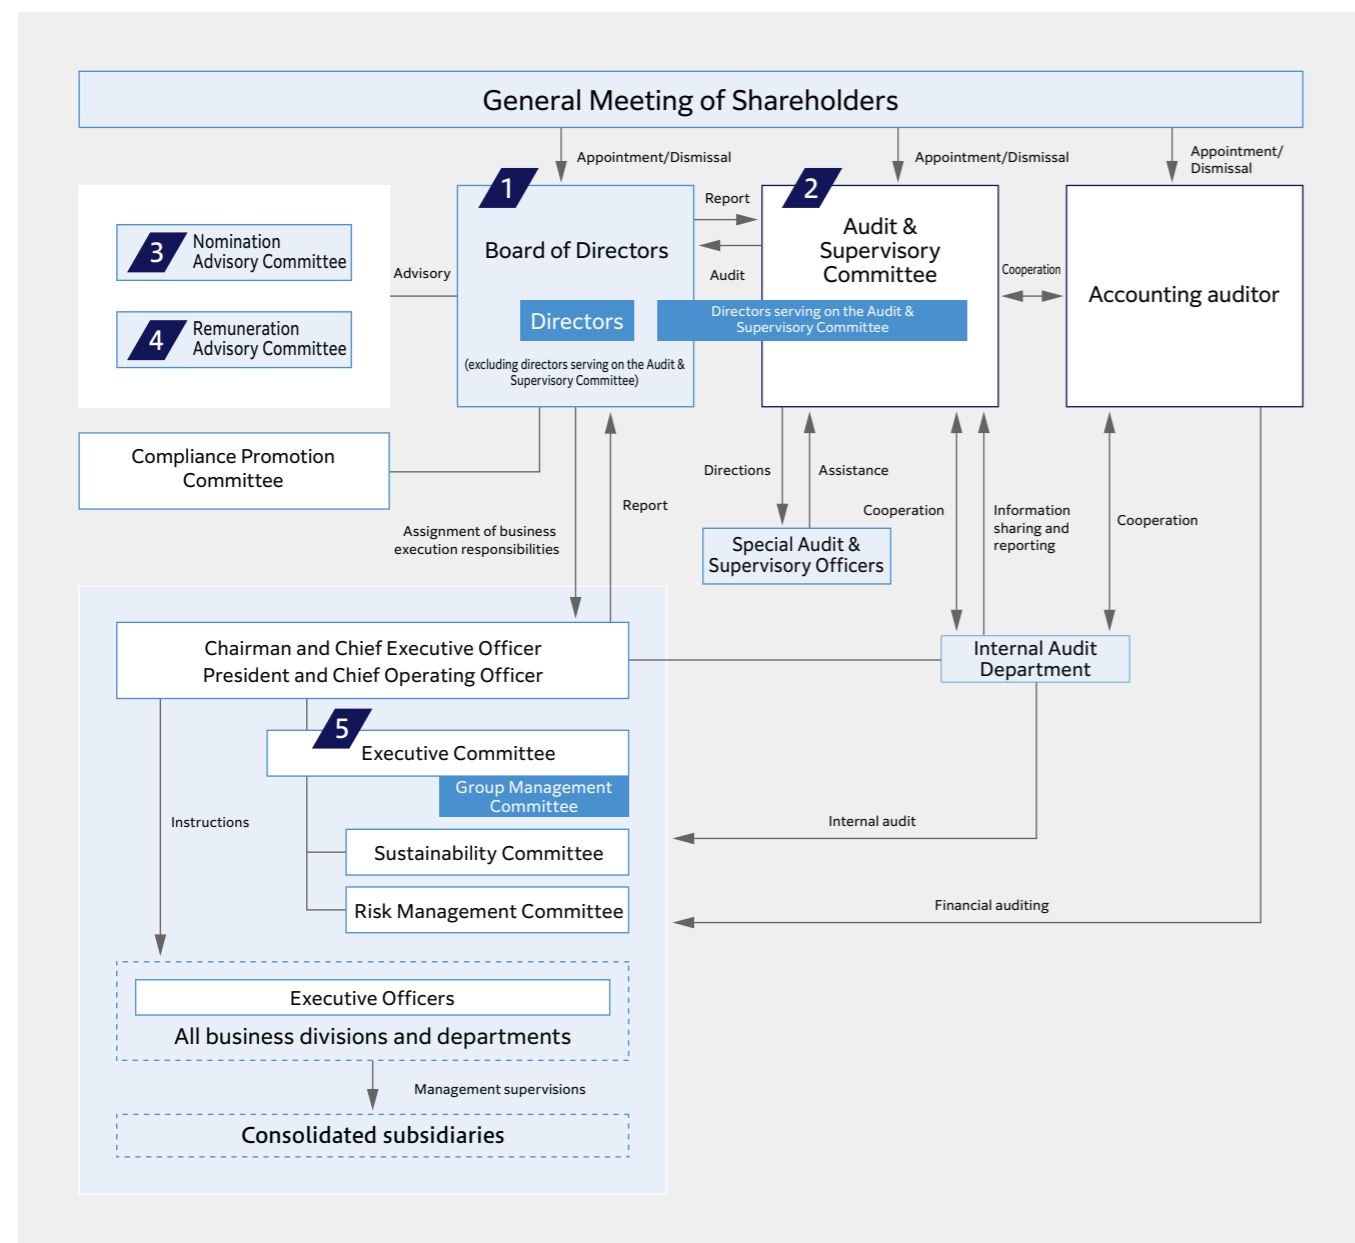 General Meeting of Shareholders
Appointment/Dismissal
Appointment/Dismissal
Appointment/
Dismissal
3
Nomination
Advisory Committee
4
Remuneration
Advisory Committee
Advisory
1
Board of Directors
Directors
(excluding directors serving on the Audit &
Supervisory Committee)
Report
Audit
2
Audit &
Supervisory
Committee
Directors serving on the Audit &
Supervisory Committee
Cooperation
Accounting auditor
Compliance Promotion
Committee
Assignment of business
execution responsibilities
Report
Directions
Assistance
Special Audit &
Supervisory Officers
Cooperation
Information
sharing and
reporting
Cooperation
Internal Audit
Department
Chairman and Chief Executive Officer
President and Chief Operating Officer
5
Executive Committee
Group Management
Committee
Instructions
Sustainability Committee
Risk Management Committee
Internal audit
Financial auditing
Executive Officers
All business divisions and departments
Management supervisions
Consolidated subsidiaries